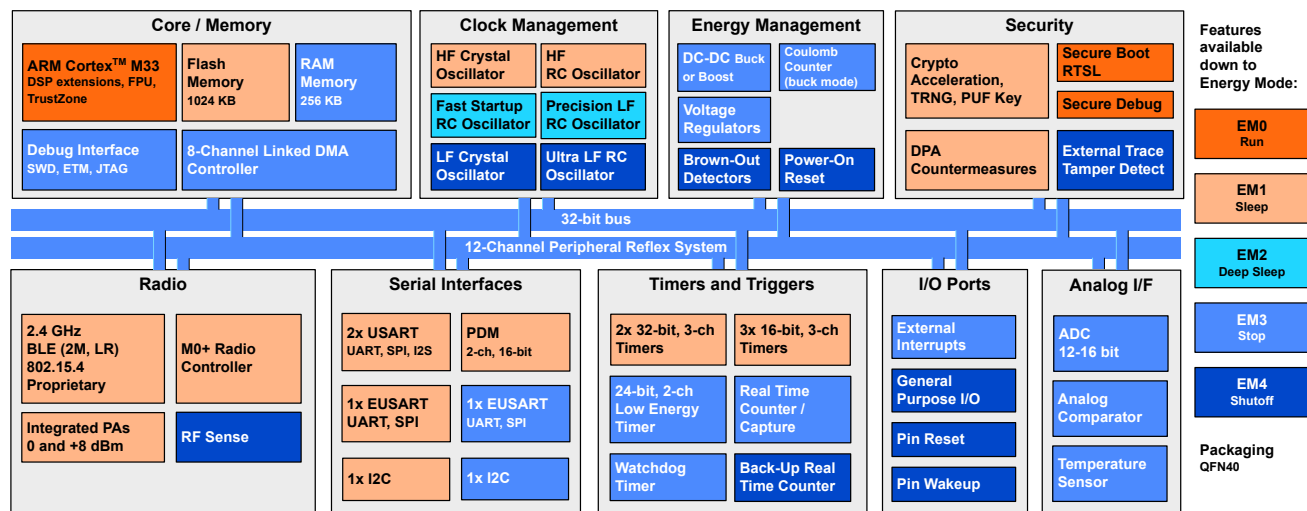 Core / Memory
ARM Cortex™ M33
DSP extensions, FPU,
TrustZone
Flash
Memory
1024 KB
RAM
Memory
256 KB
Debug Interface
SWD, ETM, JTAG
8-Channel Linked DMA
Controller
Clock Management
HF Crystal
Oscillator
HF
RC Oscillator
Fast Startup
RC Oscillator
Precision LF
RC Oscillator
LF Crystal
Oscillator
Ultra LF RC
Oscillator
Energy Management
DC-DC Buck
or Boost
Coulomb
Counter
(buck mode)
Voltage
Regulators
Brown-Out
Detectors
Power-On
Reset
Security
Crypto
Acceleration,
TRNG, PUF Key
Secure Boot
RTSL
Secure Debug
DPA
Countermeasures
External Trace
Tamper Detect
Features
available
down to
Energy Mode:
EM0
Run
EM1
Sleep
EM2
Deep Sleep
EM3
Stop
EM4
Shutoff
Packaging
QFN40
32-bit bus
12-Channel Peripheral Reflex System
Radio
2.4 GHz
BLE (2M, LR)
802.15.4
Proprietary
M0+ Radio
Controller
Integrated PAs
0 and +8 dBm
RF Sense
Serial Interfaces
2x USART
UART, SPI, I2S
PDM
2-ch, 16-bit
1x EUSART
UART, SPI
1x EUSART
UART, SPI
1x I2C
1x I2C
Timers and Triggers
2x 32-bit, 3-ch
Timers
3x 16-bit, 3-ch
Timers
24-bit, 2-ch
Low Energy
Timer
Real Time
Counter /
Capture
Watchdog
Timer
Back-Up Real
Time Counter
I/O Ports
External
Interrupts
General
Purpose I/O
Pin Reset
Pin Wakeup
Analog I/F
ADC
12-16 bit
Analog
Comparator
Temperature
Sensor